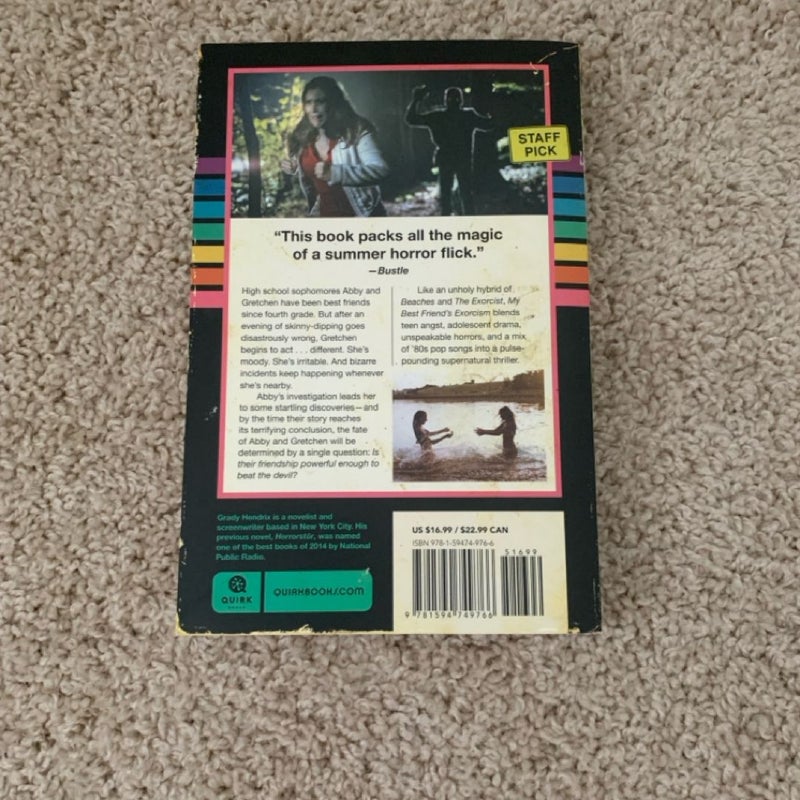 STAFF
PICK
“This book packs all the magic
of a summer horror flick.”
—Bustle
High school sophomores Abby and
Gretchen have been best friends
since fourth grade. But after an
evening of skinny-dipping goes
disastrously wrong, Gretchen
begins to act . . . different. She’s
moody. She’s irritable. And bizarre
incidents keep happening whenever
she’s nearby.
Abby’s investigation leads her
to some startling discoveries—and
by the time their story reaches
its terrifying conclusion, the fate
of Abby and Gretchen will be
determined by a single question: Is
their friendship powerful enough to
beat the devil?
Like an unholy hybrid of
Beaches and The Exorcist, My
Best Friend’s Exorcism blends
teen angst, adolescent drama,
unspeakable horrors, and a mix
of ’80s pop songs into a pulse-
pounding supernatural thriller.
Grady Hendrix is a novelist and
screenwriter based in New York City. His
previous novel, Horrorstör, was named
one of the best books of 2014 by National
Public Radio.
QUIRK
BOOKS
QUIRKBOOKS.COM
US $16.99 / $22.99 CAN
ISBN 978-1-59474-976-6
51699
9 781594 749766